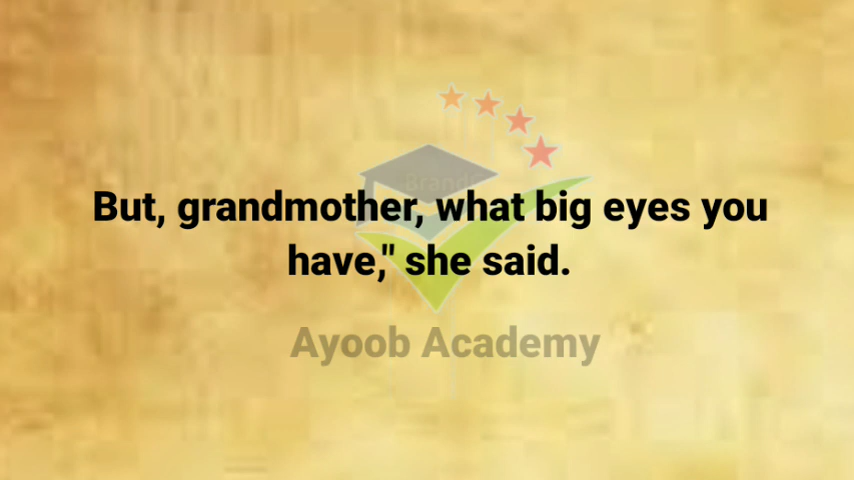 But, grandmother, what big eyes you
have," she said.
Ayoob Academy